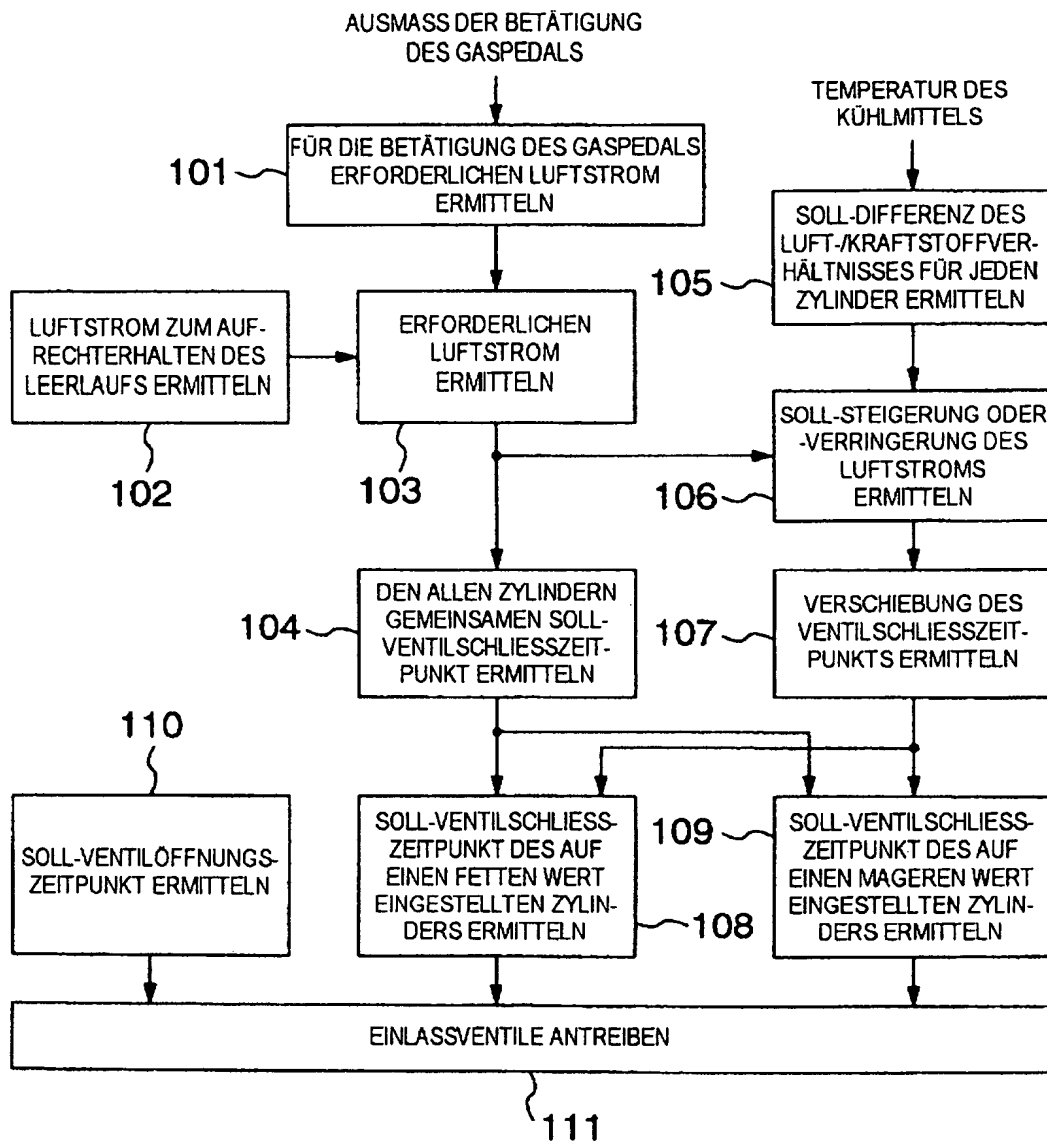 AUSMASS DER BETÄTIGUNG
DES GASPEDALS
TEMPERATUR DES
KÜHLMITTELS
101
FÜR DIE BETÄTIGUNG DES GASPEDALS
ERFORDERLICHEN LUFTSTROM
ERMITTELN
105
SOLL-DIFFERENZ DES
LUFT-/KRAFTSTOFFVER-
HÄLTNISSES FÜR JEDEN
ZYLINDER ERMITTELN
LUFTSTROM ZUM AUF-
RECHTERHALTEN DES
LEERLAUFS ERMITTELN
102
ERFORDERLICHEN
LUFTSTROM
ERMITTELN
103
SOLL-STEIGERUNG ODER
-VERRINGERUNG DES
LUFTSTROMS
ERMITTELN
106
104
DEN ALLEN ZYLINDERN
GEMEINSAMEN SOLL-
VENTILSCHLIESSZEIT-
PUNKT ERMITTELN
VERSCHIEBUNG DES
VENTILSCHLIESSZEIT-
PUNKTS ERMITTELN
107
110
SOLL-VENTILÖFFNUNGS-
ZEITPUNKT ERMITTELN
SOLL-VENTILSCHLIESS-
ZEITPUNKT DES AUF
EINEN FETTEN WERT
EINGESTELLTEN ZYLIN-
DERS ERMITTELN
108
109
SOLL-VENTILSCHLIESS-
ZEITPUNKT DES AUF
EINEN MAGEREN WERT
EINGESTELLTEN ZYLIN-
DERS ERMITTELN
EINLASSVENTILE ANTREIBEN
111